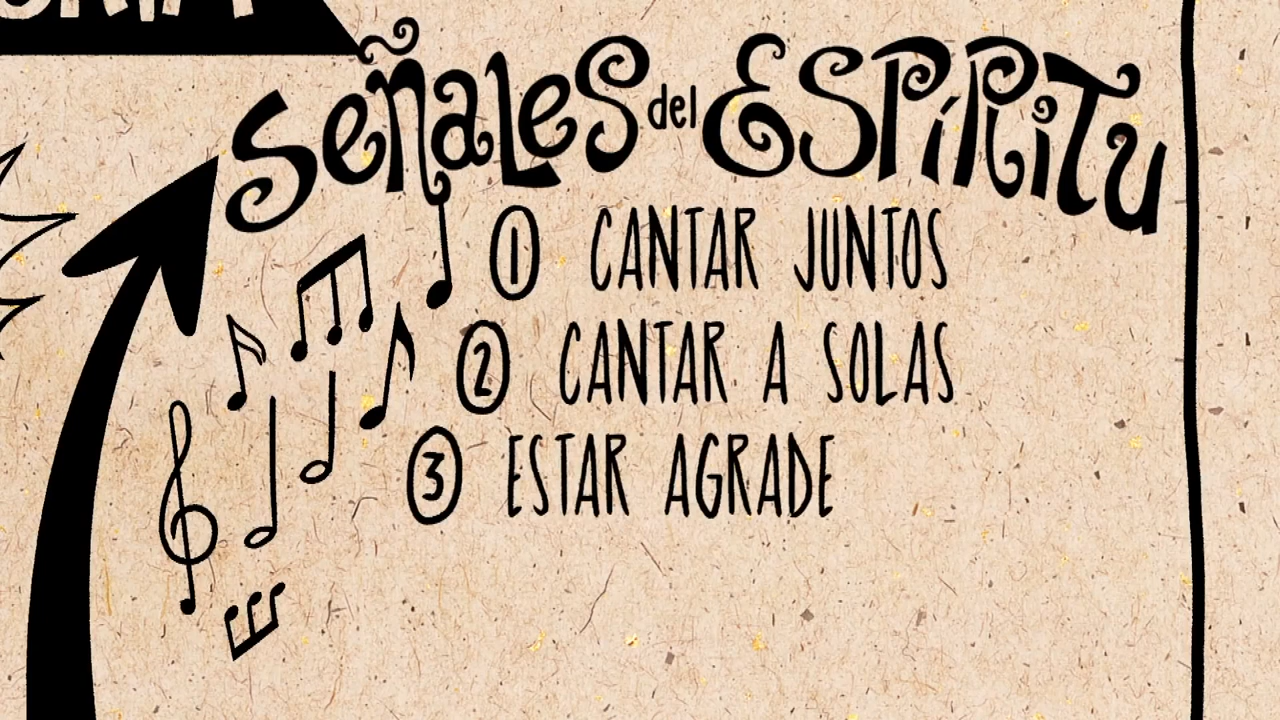 SEÑALES del ESPÍRITU
1 CANTAR JUNTOS
2 CANTAR A SOLAS
3 ESTAR AGRADE